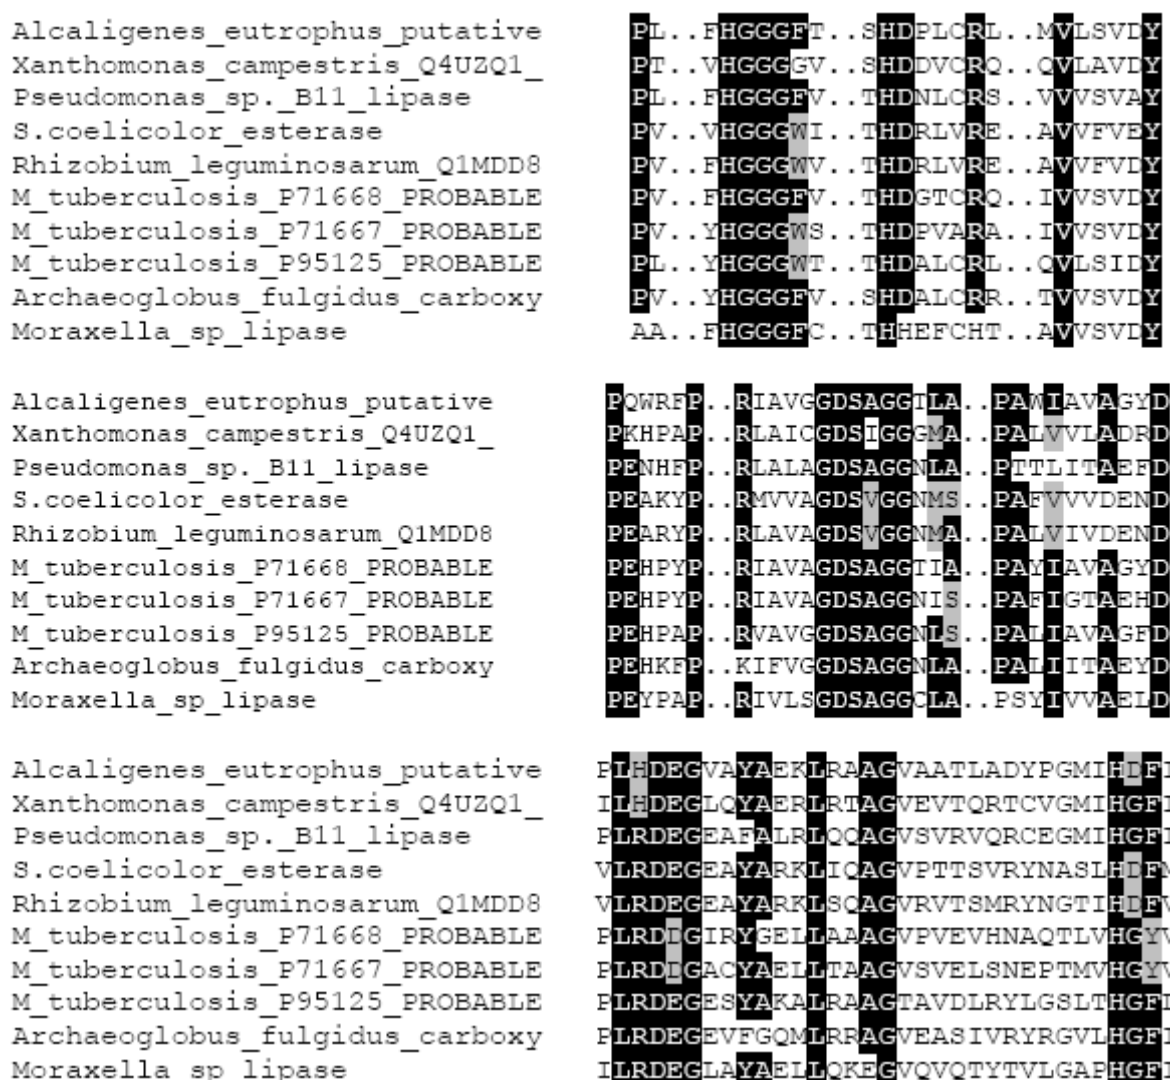 Alcaligenes_eutrophus_putative PL..FHGGGFT..SHDPLCRL..MVLSVDY
Xanthomonas_campestris_Q4UZQ1_ PT..VHGGGGV..SHDDVCRQ..QVLAVDY
Pseudomonas_sp._B11_lipase PL..FHGGGFV..THDNLCRS..VVVSVAY
S.coelicolor_esterase PV..VHGGGWI..THDRLVRE..AVVFVEY
Rhizobium_leguminosarum_Q1MDD8 PV..FHGGGWV..THDRLVRE..AVVFVDY
M_tuberculosis_P71668_PROBABLE PV..FHGGGFV..THDGTCRQ..IVVSVDY
M_tuberculosis_P71667_PROBABLE PV..YHGGGWS..THDPVARA..IVVSVDY
M_tuberculosis_P95125_PROBABLE PL..YHGGGWT..THDALCRL..QVLSIDY
Archaeoglobus_fulgidus_carboxy PV..YHGGGFV..SHDALCRR..TVVSVDY
Moraxella_sp_lipase AA..FHGGGFC..THHEFCHT..AVVSVDY
Alcaligenes_eutrophus_putative PQWRFP..RIAVGGDSAGGTLA..PAWIAVAGYD
Xanthomonas_campestris_Q4UZQ1_ PKHPAP..RLAICGDSIGGGMA..PALVVLADRD
Pseudomonas_sp._B11_lipase PENHFP..RLALAGDSAGGNLA..PTTLITAEFD
S.coelicolor_esterase PEAKYP..RMVVAGDSVGGNMS..PAFVVVDEND
Rhizobium_leguminosarum_Q1MDD8 PEARYP..RLAVAGDSVGGNMA..PALVIVDEND
M_tuberculosis_P71668_PROBABLE PEHPYP..RIAVAGDSAGGTIA..PAYIAVAGYD
M_tuberculosis_P71667_PROBABLE PEHPYP..RIAVAGDSAGGNIS..PAFIGTAEHD
M_tuberculosis_P95125_PROBABLE PEHPAP..RVAVGGDSAGGNLS..PALIAVAGFD
Archaeoglobus_fulgidus_carboxy PEHKFP..KIFVGGDSAGGNLA..PALIITAEYD
Moraxella_sp_lipase PEYPAP..RIVLSGDSAGGCLA..PSYIVVAELD
Alcaligenes_eutrophus_putative PLHDEGVAYAEKLRAAGVAATLADYPGMIHDF
Xanthomonas_campestris_Q4UZQ1_ ILHDEGLQYAERLRTAGVEVTQRTCVGMIHGF
Pseudomonas_sp._B11_lipase PLRDEGEAFALRLQQAGVSVRVQRCEGMIHGF
S.coelicolor_esterase VLRDEGEAYARKLIQAGVPTTSVRYNASLHDFM
Rhizobium_leguminosarum_Q1MDD8 VLRDEGEAYARKLSQAGVRVTSMRYNGTIHDFV
M_tuberculosis_P71668_PROBABLE PLRDDGIRYGELLAAAGVPVEVHNAQTLVHGYV
M_tuberculosis_P71667_PROBABLE PLRDDGACYAELLTAAGVSVELSNEPTMVHGYV
M_tuberculosis_P95125_PROBABLE PLRDEGESYAKALRAAGTAVDLRYLGSLTHGF
Archaeoglobus_fulgidus_carboxy PLRDEGEVFGQMLRRAGVEASIVRYRGVLHGF
Moraxella_sp_lipase ILRDEGLAYAELLQKEGVQVQTYTVLGAPHGF